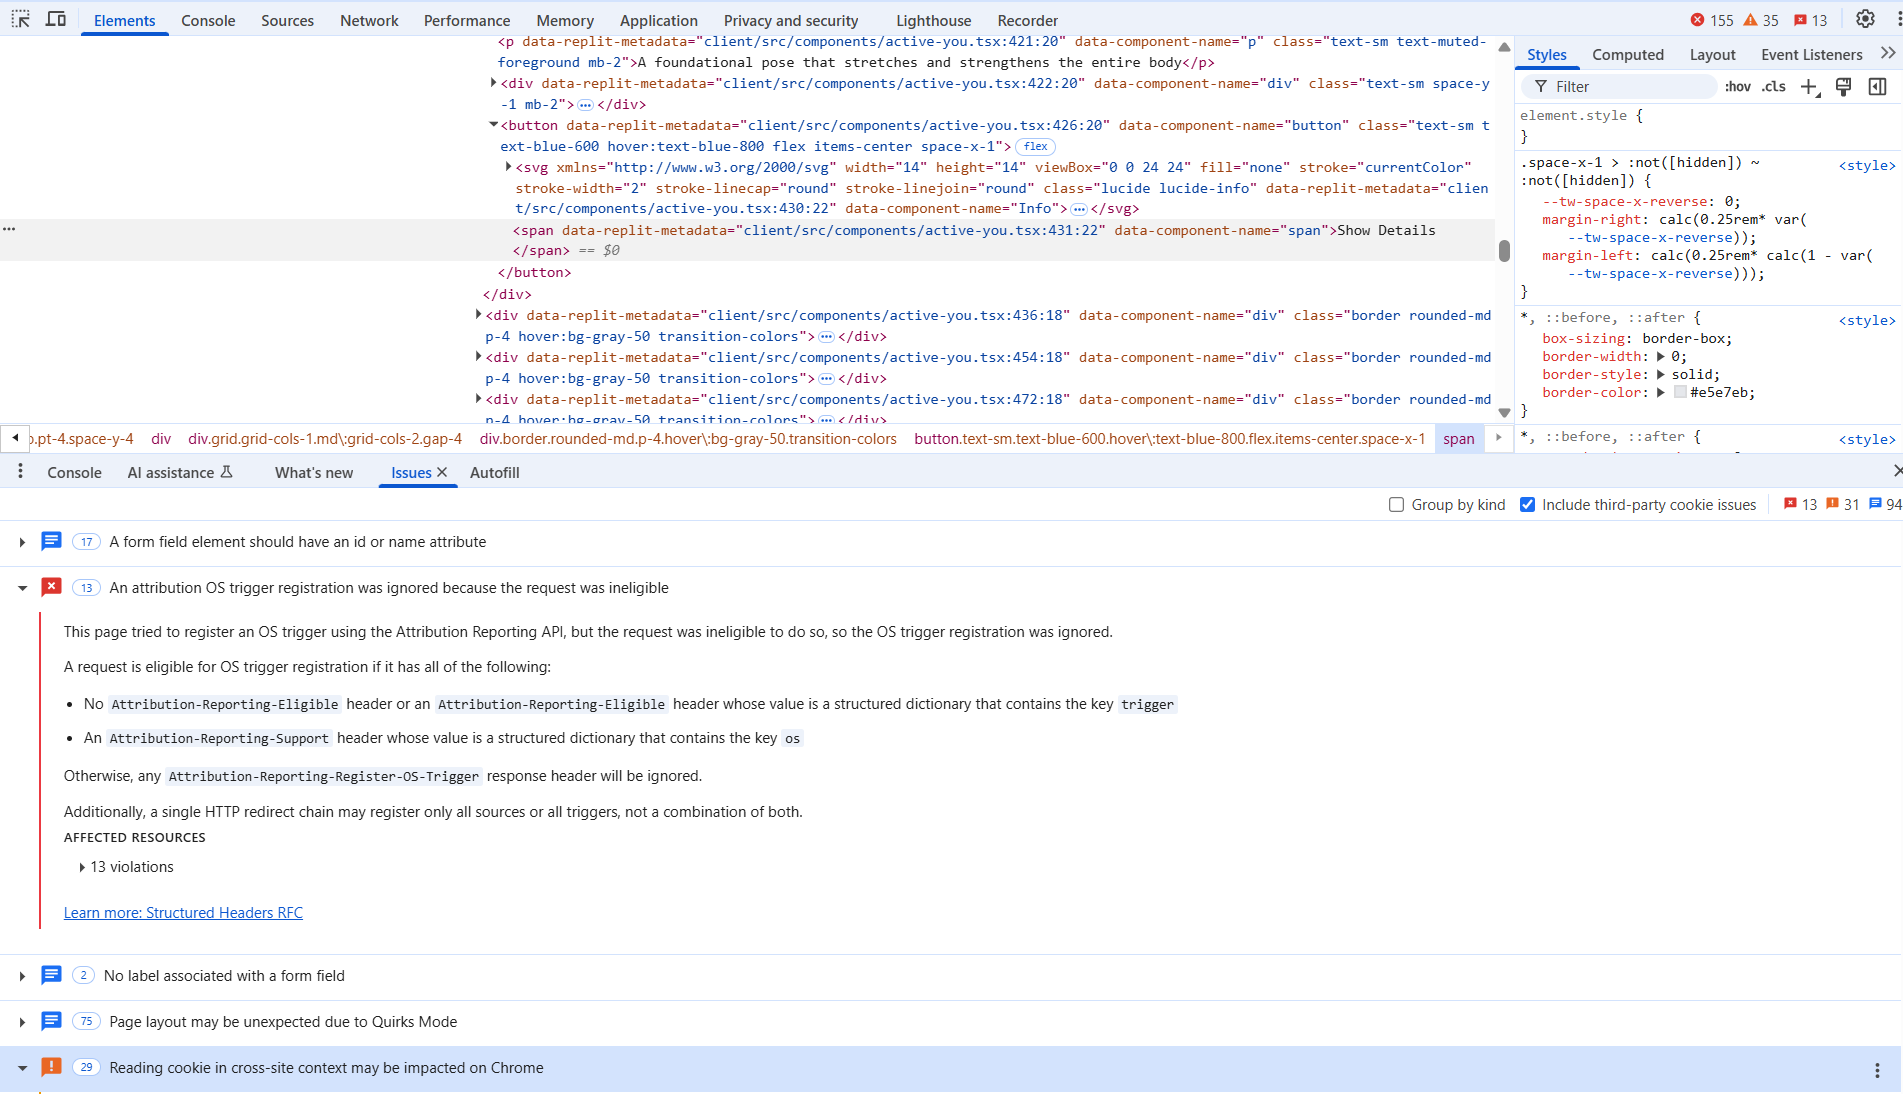 Elements Console Sources Network Performance Memory Application Privacy and security Lighthouse Recorder 155 35 13
<p data-replit-metadata="client/src/components/active-you.tsx:421:20" data-component-name="p" class="text-sm text-muted-
foreground mb-2">A foundational pose that stretches and strengthens the entire body</p>
<div data-replit-metadata="client/src/components/active-you.tsx:422:20" data-component-name="div" class="text-sm space-y
-1 mb-2">…</div>
<button data-replit-metadata="client/src/components/active-you.tsx:426:20" data-component-name="button" class="text-sm t
ext-blue-600 hover:text-blue-800 flex items-center space-x-1"> flex
<svg xmlns="http://www.w3.org/2000/svg" width="14" height="14" viewBox="0 0 24 24" fill="none" stroke="currentColor"
stroke-width="2" stroke-linecap="round" stroke-linejoin="round" class="lucide lucide-info" data-replit-metadata="clien
t/src/components/active-you.tsx:430:22" data-component-name="Info">…</svg>
<span data-replit-metadata="client/src/components/active-you.tsx:431:22" data-component-name="span">Show Details
</span> == $0
</button>
</div>
<div data-replit-metadata="client/src/components/active-you.tsx:436:18" data-component-name="div" class="border rounded-md
p-4 hover:bg-gray-50 transition-colors">…</div>
<div data-replit-metadata="client/src/components/active-you.tsx:454:18" data-component-name="div" class="border rounded-md
p-4 hover:bg-gray-50 transition-colors">…</div>
<div data-replit-metadata="client/src/components/active-you.tsx:472:18" data-component-name="div" class="border rounded-md
p-4 hover:bg-gray-50 transition-colors">…</div>
.pt-4.space-y-4 div div.grid.grid-cols-1.md\:grid-cols-2.gap-4 div.border.rounded-md.p-4.hover\:bg-gray-50.transition-colors button.text-sm.text-blue-600.hover\:text-blue-800.flex.items-center.space-x-1 span
Styles Computed Layout Event Listeners
Filter :hov .cls
element.style {
}
.space-x-1 > :not([hidden]) ~ <style>
:not([hidden]) {
--tw-space-x-reverse: 0;
margin-right: calc(0.25rem* var(
--tw-space-x-reverse));
margin-left: calc(0.25rem* calc(1 - var(
--tw-space-x-reverse)));
}
*, ::before, ::after { <style>
box-sizing: border-box;
border-width: 0;
border-style: solid;
border-color: #e5e7eb;
}
*, ::before, ::after { <style>
Console AI assistance What's new Issues Autofill
Group by kind Include third-party cookie issues 13 31 94
17 A form field element should have an id or name attribute
13 An attribution OS trigger registration was ignored because the request was ineligible
This page tried to register an OS trigger using the Attribution Reporting API, but the request was ineligible to do so, so the OS trigger registration was ignored.
A request is eligible for OS trigger registration if it has all of the following:
• No Attribution-Reporting-Eligible header or an Attribution-Reporting-Eligible header whose value is a structured dictionary that contains the key trigger
• An Attribution-Reporting-Support header whose value is a structured dictionary that contains the key os
Otherwise, any Attribution-Reporting-Register-OS-Trigger response header will be ignored.
Additionally, a single HTTP redirect chain may register only all sources or all triggers, not a combination of both.
AFFECTED RESOURCES
13 violations
Learn more: Structured Headers RFC
2 No label associated with a form field
75 Page layout may be unexpected due to Quirks Mode
29 Reading cookie in cross-site context may be impacted on Chrome